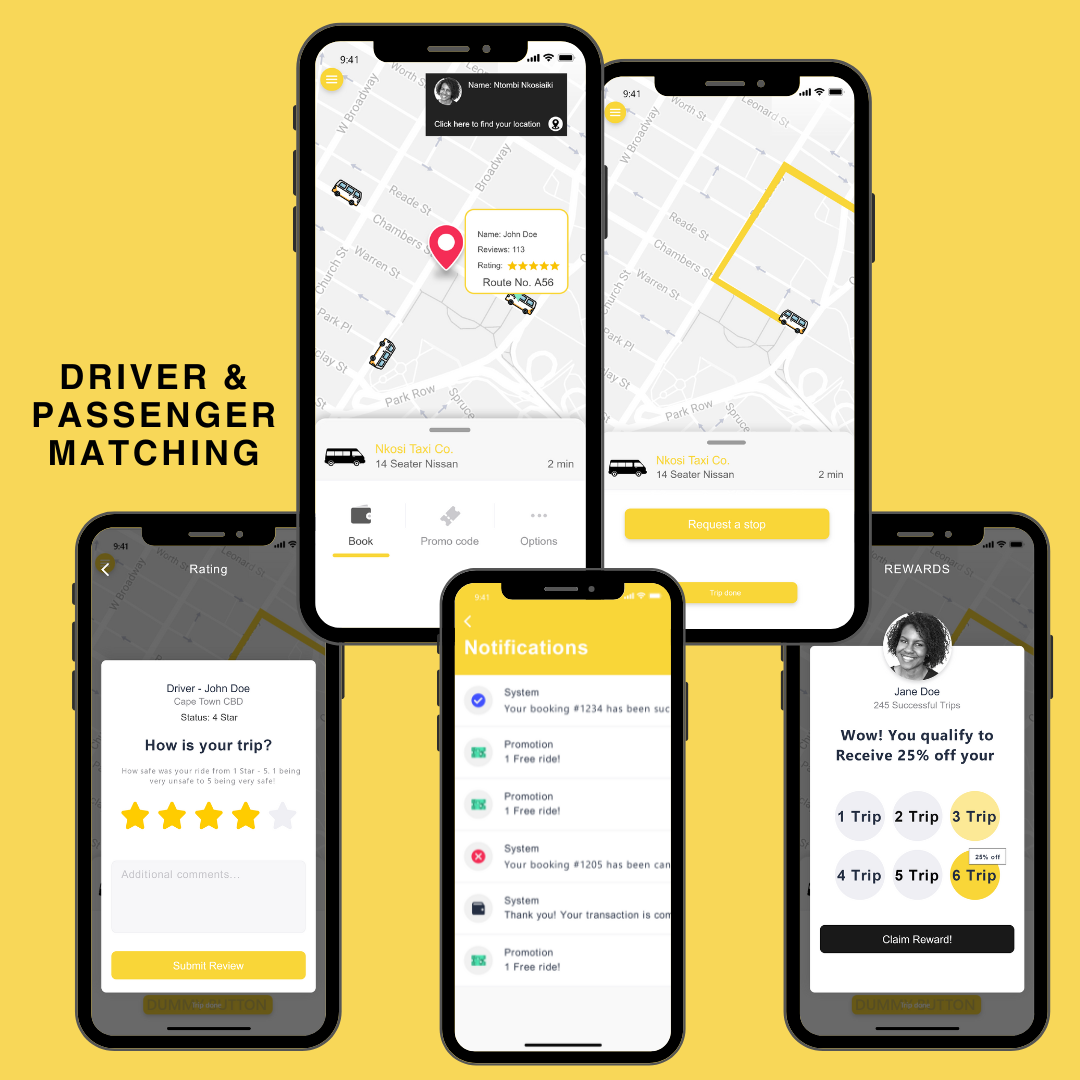 DRIVER &
PASSENGER
MATCHING
9:41
Worth St
W Broadway
Name: Ntombi Nkosiaiki
Click here to find your location
Broadway
Reade St
Chambers St
Church St
Warren St
Name: John Doe
Reviews: 113
Rating:
Route No. A56
Park Pl
clay St
Park Row
Spruce
Nkosi Taxi Co.
14 Seater Nissan
2 min
Book
Promo code
Options
9:41
Worth St
Leonard St
W Broadway
Reade St
Chambers St
Church St
Warren St
Park Pl
clay St
Park Row
Spruce
Nkosi Taxi Co.
14 Seater Nissan
2 min
Request a stop
Trip done
9:41
Leonard St
W Broadway
Rating
Driver - John Doe
Cape Town CBD
Status: 4 Star
How is your trip?
How safe was your ride from 1 Star - 5. 1 being
very unsafe to 5 being very safe!
Additional comments...
Submit Review
DUMMY BUTTON
9:41
Notifications
System
Your booking #1234 has been suc
Promotion
1 Free ride!
Promotion
1 Free ride!
System
Your booking #1205 has been can
System
Thank you! Your transaction is com
Promotion
1 Free ride!
REWARDS
Jane Doe
245 Successful Trips
Wow! You qualify to
Receive 25% off your
1 Trip 2 Trip 3 Trip
25% off
4 Trip 5 Trip 6 Trip
Claim Reward!
DUMMY BUTTON